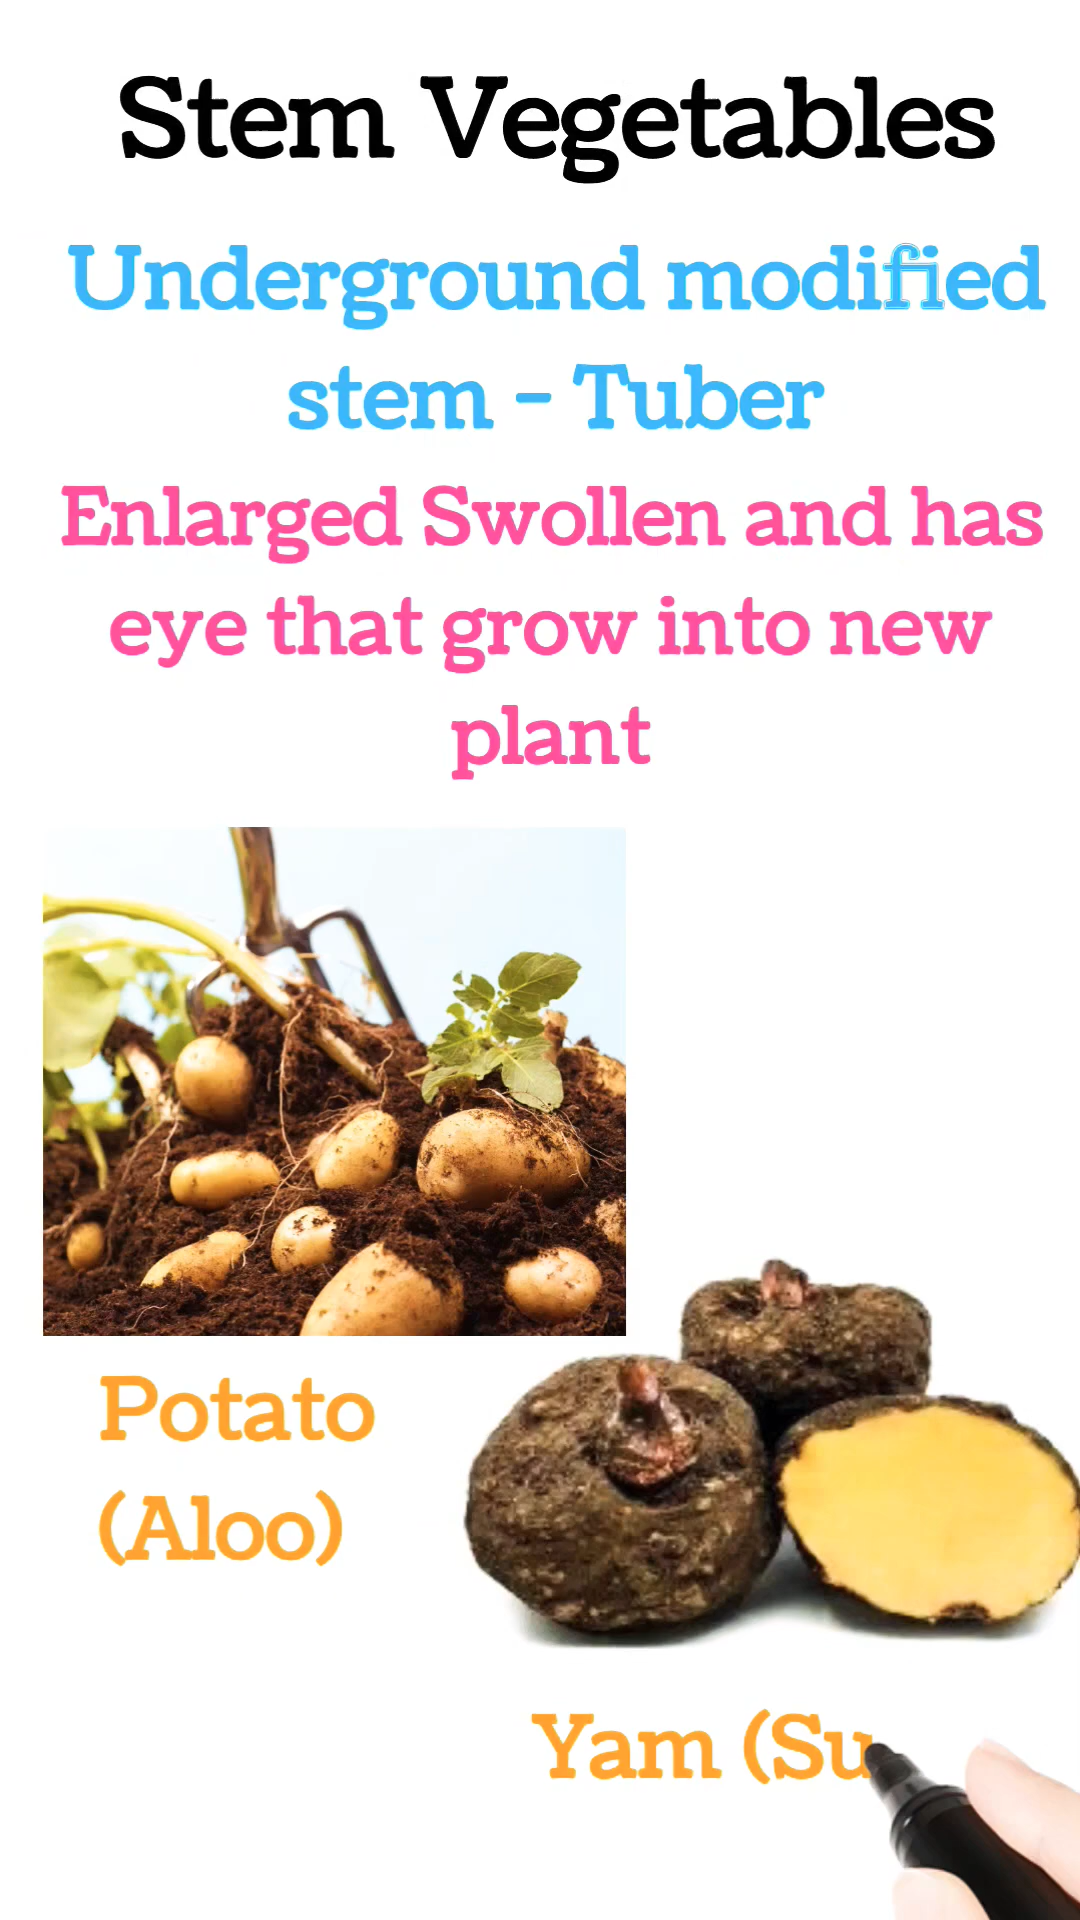 Stem Vegetables
Underground modified
stem - Tuber
Enlarged Swollen and has
eye that grow into new
plant
Potato
(Aloo)
Yam (Su